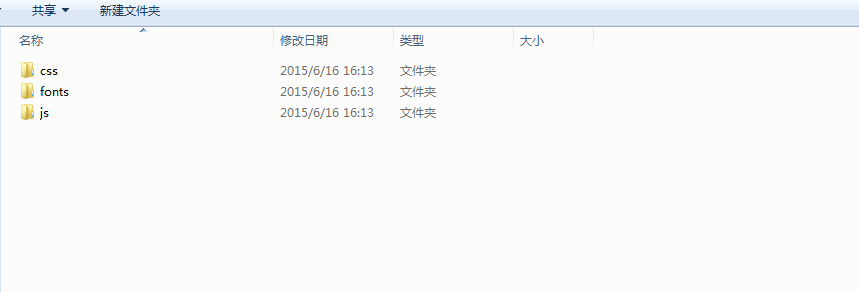 共享 新建文件夹
名称 修改日期 类型 大小
css 2015/6/16 16:13 文件夹
fonts 2015/6/16 16:13 文件夹
js 2015/6/16 16:13 文件夹